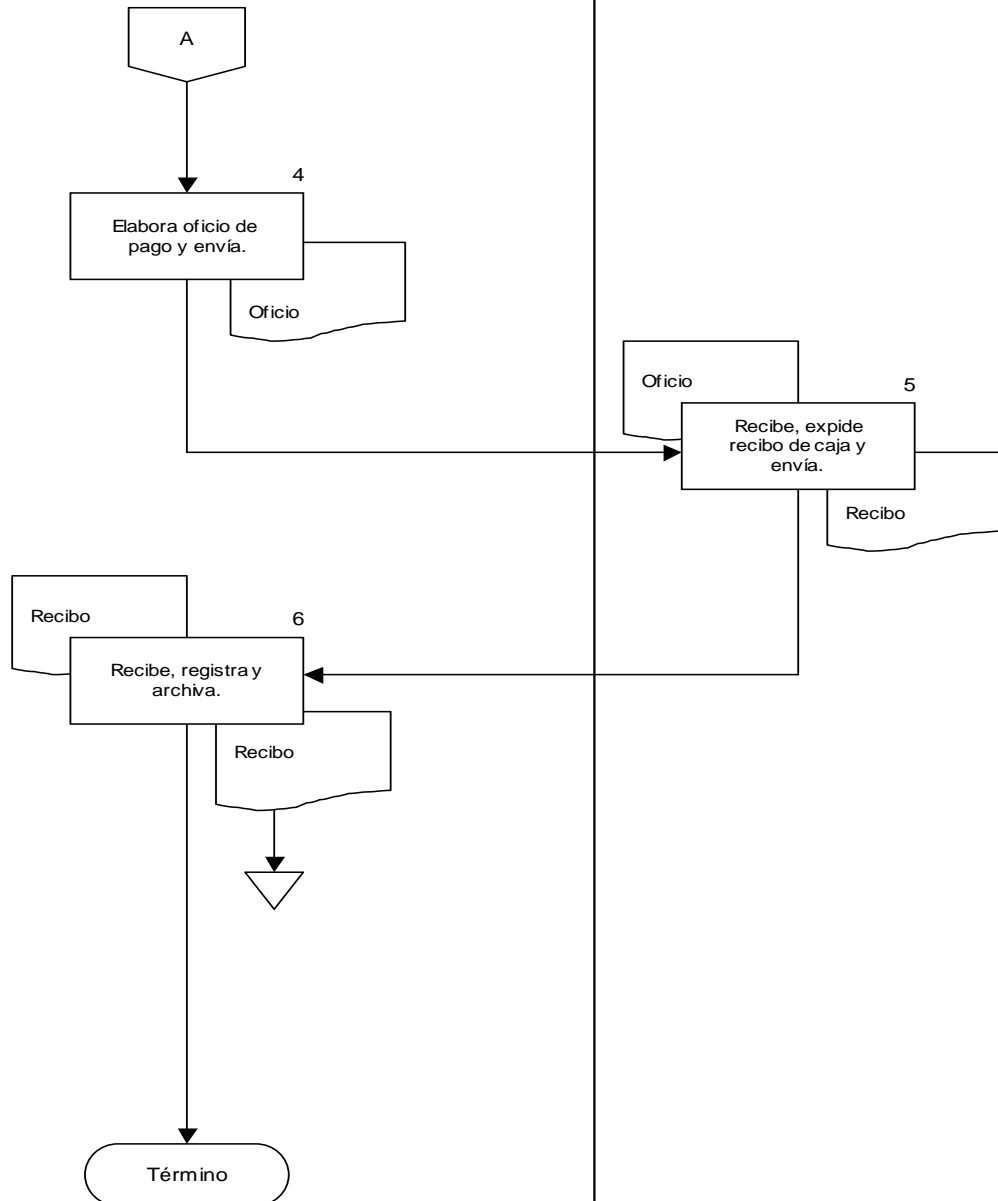 A
4
Elabora oficio de
pago y envía.
Oficio
Oficio
5
Recibe, expide
recibo de caja y
envía.
Recibo
Recibo
6
Recibe, registra y
archiva.
Recibo
Término